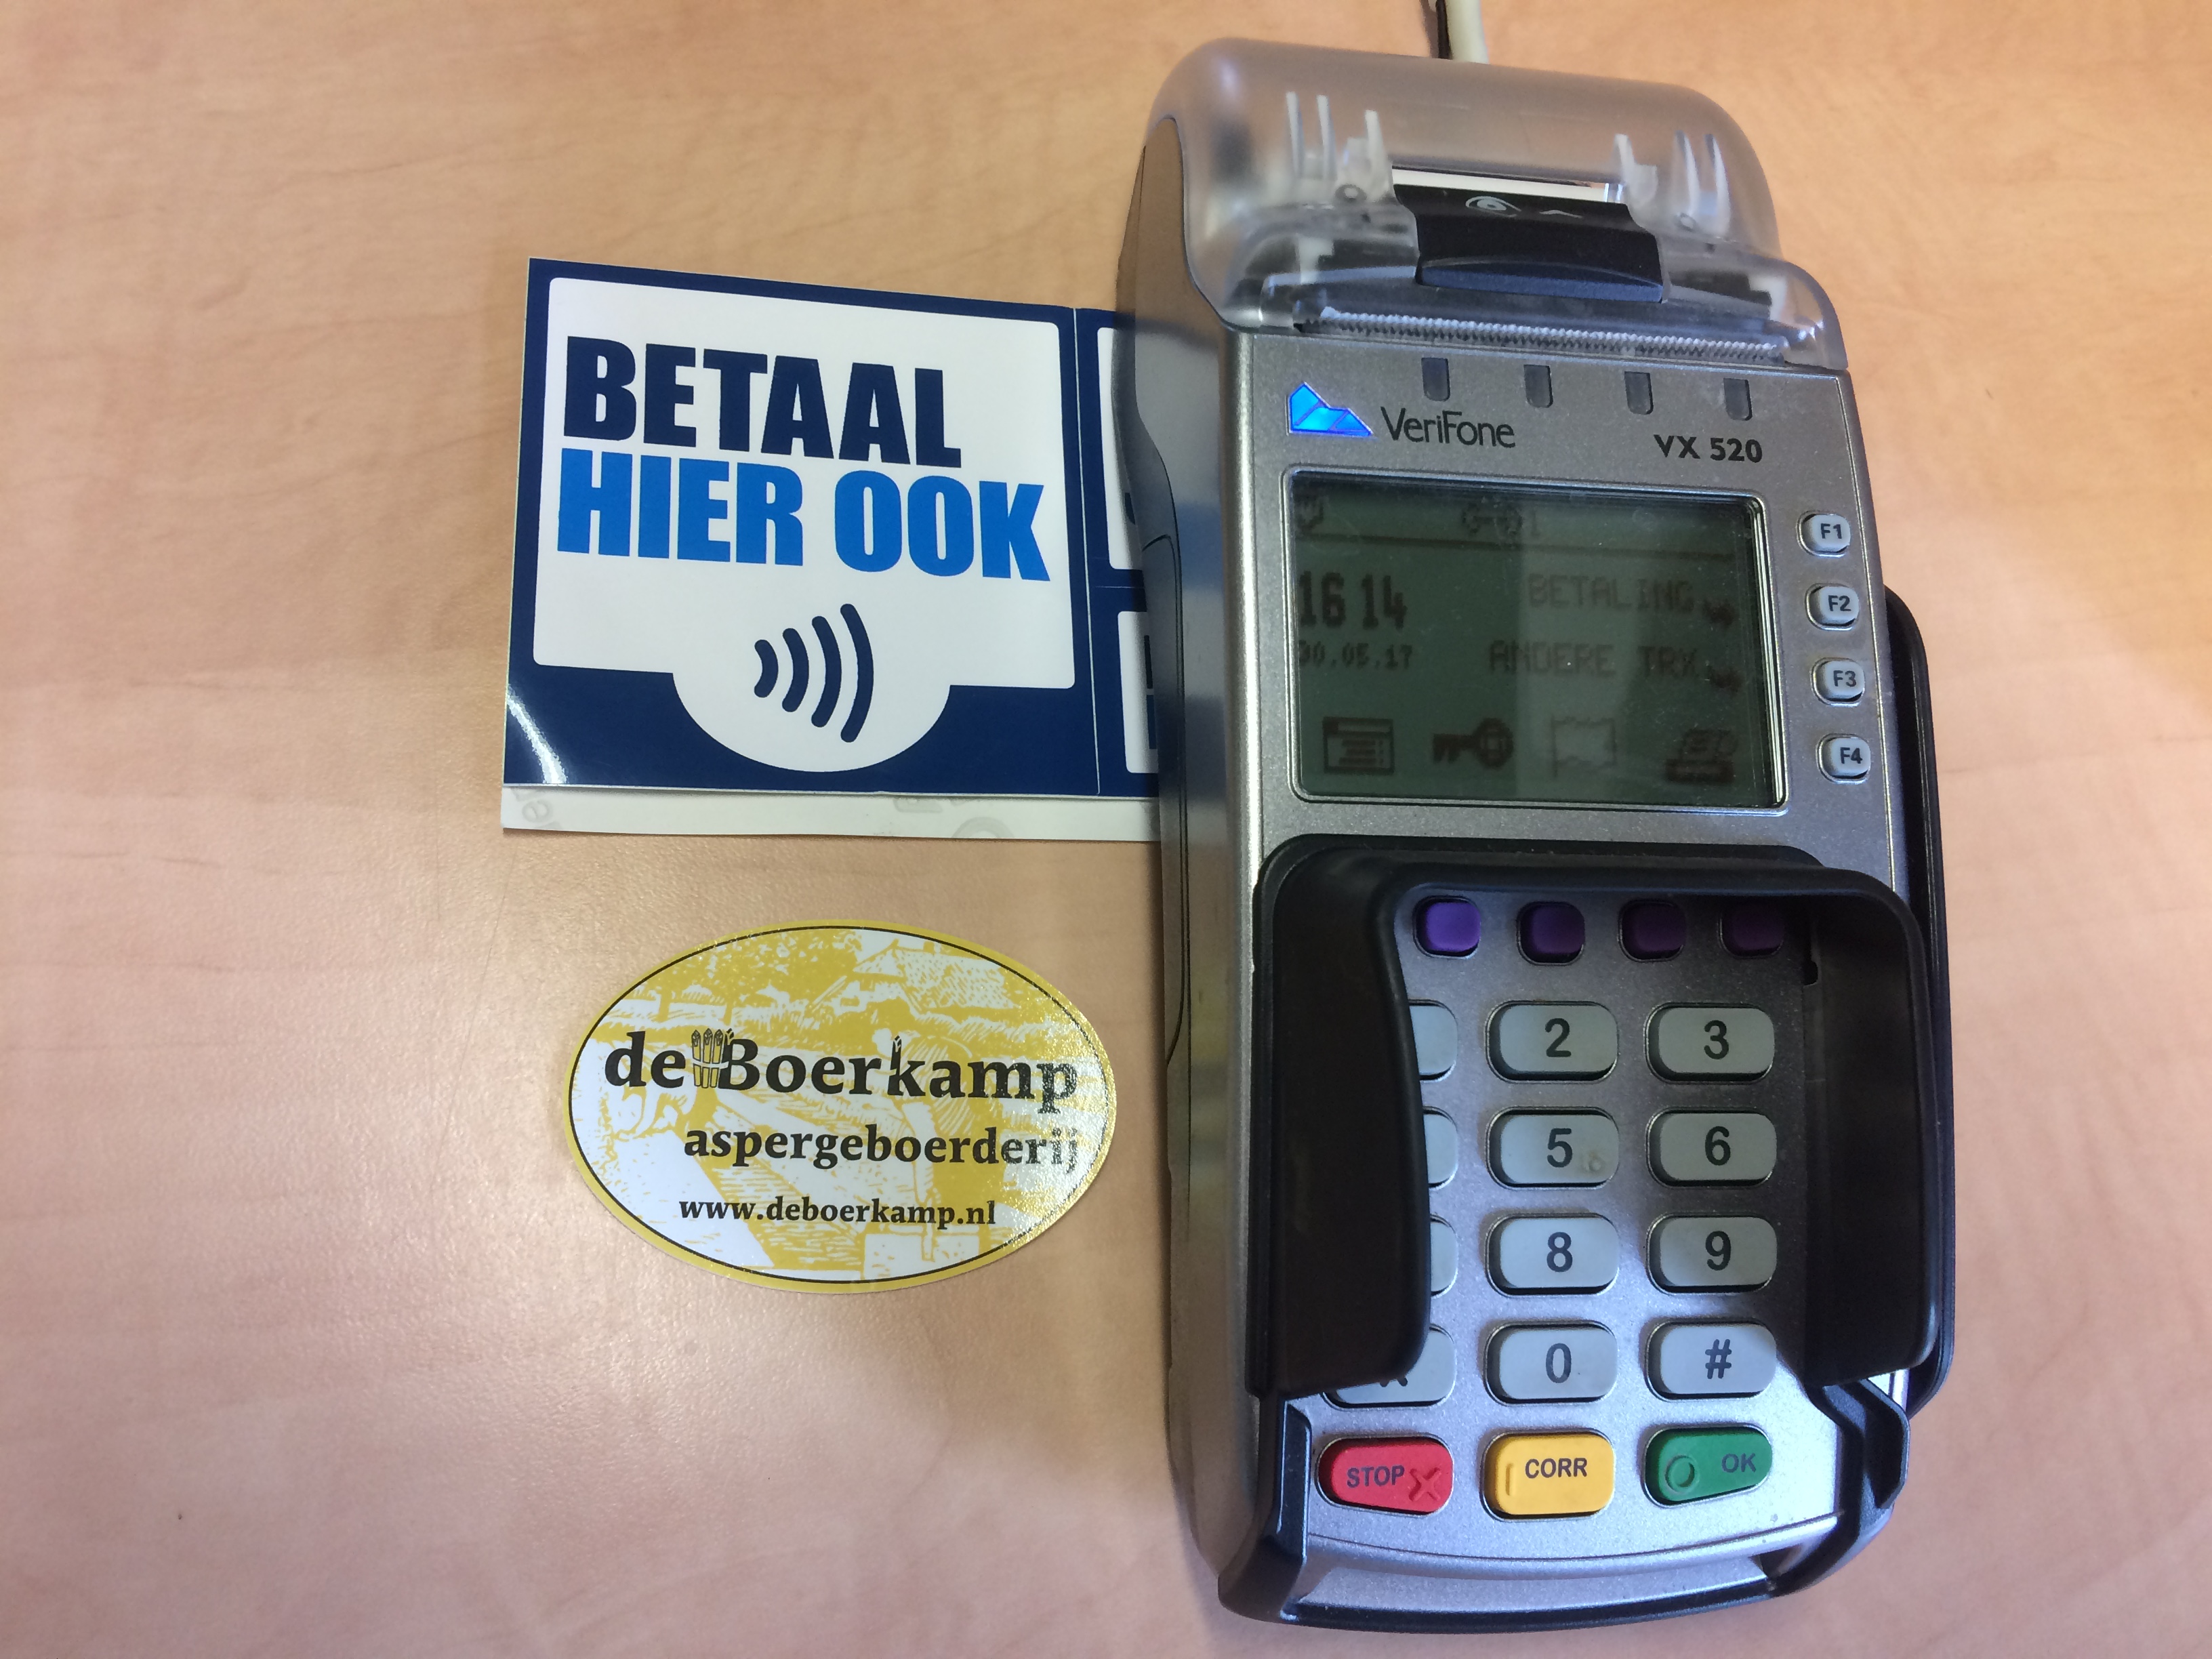 BETAAL
HIER OOK
de Boerkamp
aspergeboerderij
www.deboerkamp.nl
VeriFone
VX 520
16 14
BETALING
30.05.17
ANDERE TRX
F1
F2
F3
F4
2 3
5 6
8 9
0 #
STOP CORR OK